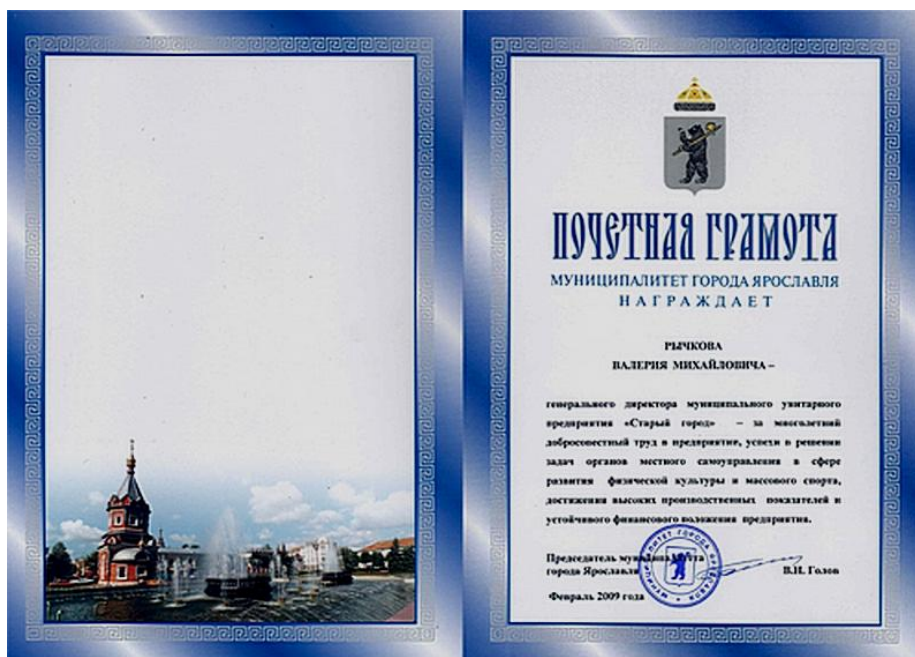 ПОЧЕТНАЯ ГРАМОТА
МУНИЦИПАЛИТЕТ ГОРОДА ЯРОСЛАВЛЯ
НАГРАЖДАЕТ
РЫЧКОВА
ВАЛЕРИЯ МИХАЙЛОВИЧА –
генерального директора муниципального унитарного
предприятия «Старый город» – за многолетний
добросовестный труд в предприятие, успехи в решении
задач органов местного самоуправления в сфере
развития физической культуры и массового спорта,
достижения высоких производственных показателей и
устойчивого финансового положения предприятия.
Председатель муниципалитета
города Ярославля В.И. Голов
Февраль 2009 года